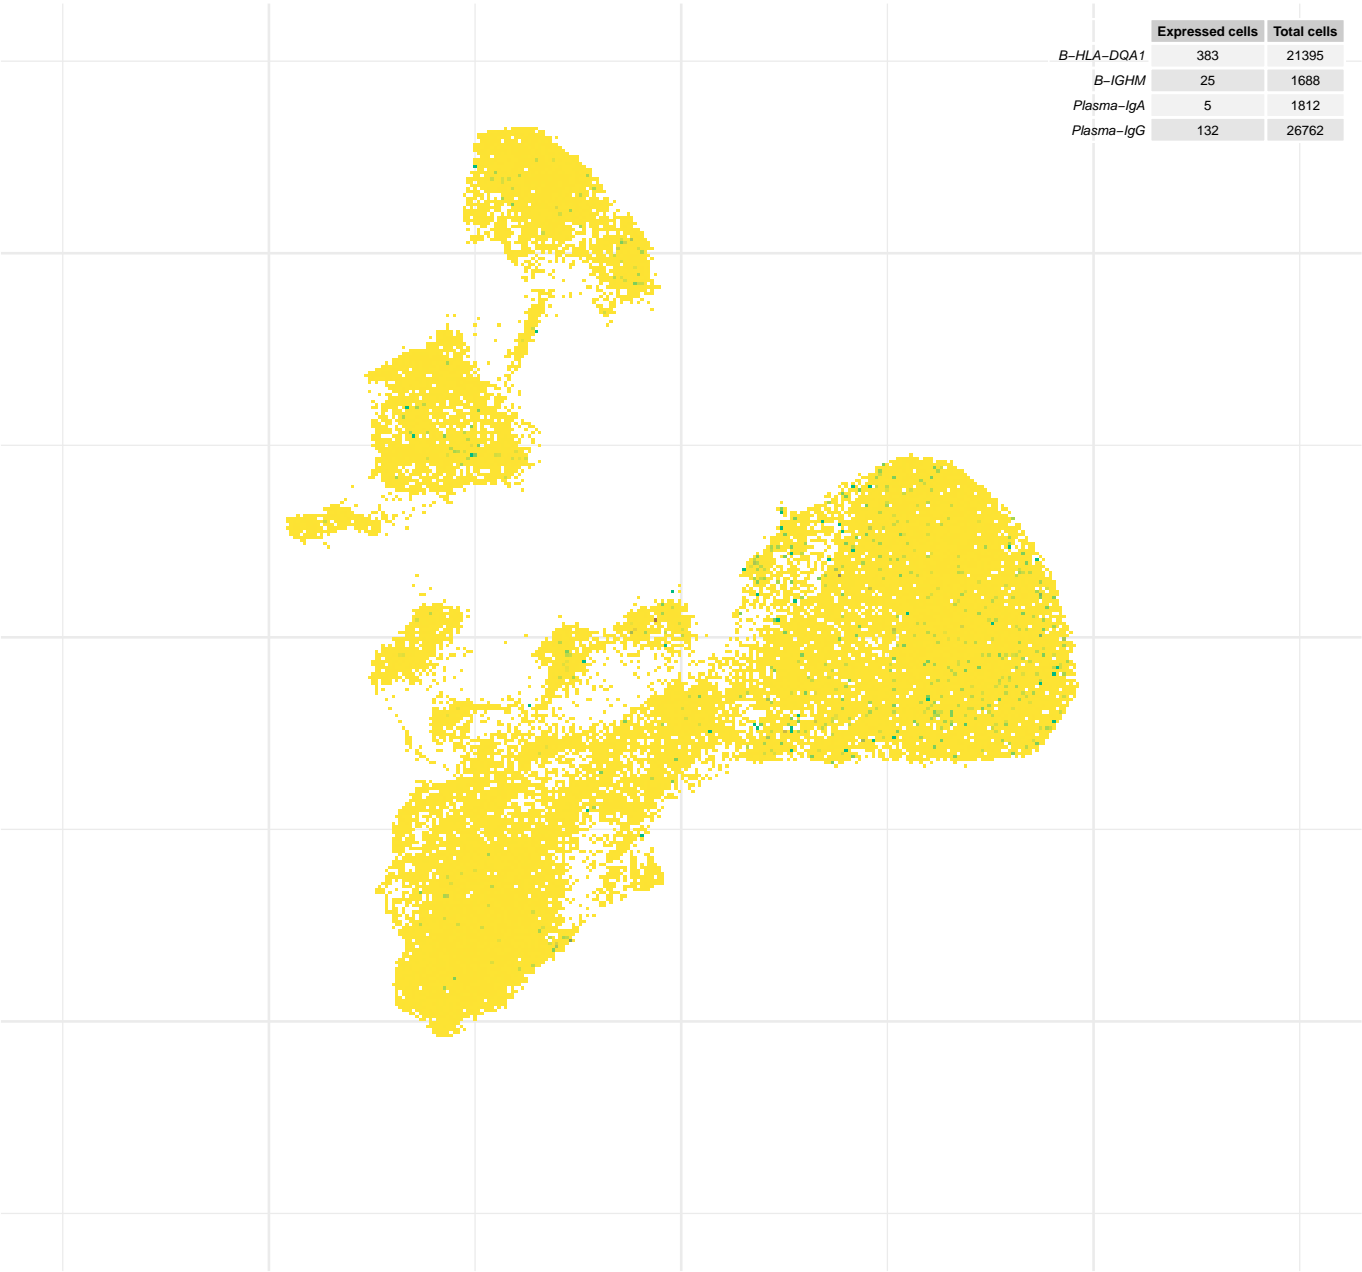 Expressed cells Total cells
B−HLA−DQA1 383 21395
B−IGHM 25 1688
Plasma−IgA 5 1812
Plasma−IgG 132 26762